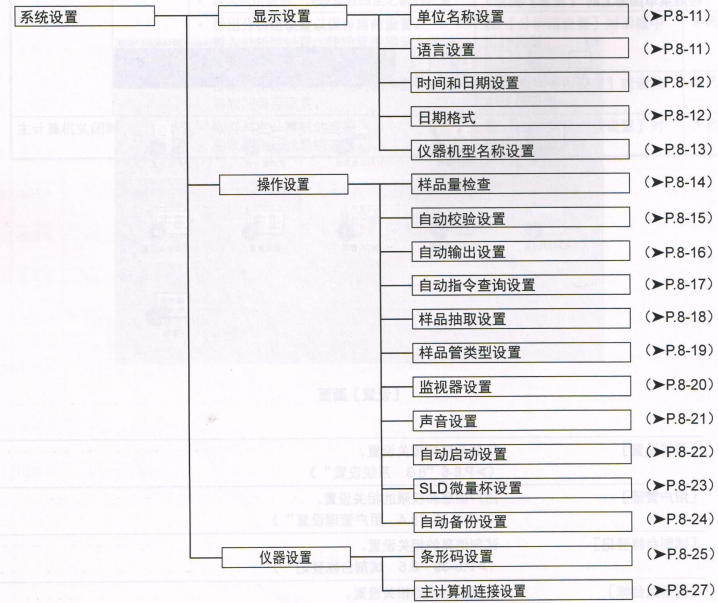 系统设置 显示设置 单位名称设置 (➤P.8-11)
语言设置 (➤P.8-11)
时间和日期设置 (➤P.8-12)
日期格式 (➤P.8-12)
仪器机型名称设置 (➤P.8-13)
操作设置 样品量检查 (➤P.8-14)
自动校验设置 (➤P.8-15)
自动输出设置 (➤P.8-16)
自动指令查询设置 (➤P.8-17)
样品抽取设置 (➤P.8-18)
样品管类型设置 (➤P.8-19)
监视器设置 (➤P.8-20)
声音设置 (➤P.8-21)
自动启动设置 (➤P.8-22)
SLD微量杯设置 (➤P.8-23)
自动备份设置 (➤P.8-24)
仪器设置 条形码设置 (➤P.8-25)
主计算机连接设置 (➤P.8-27)